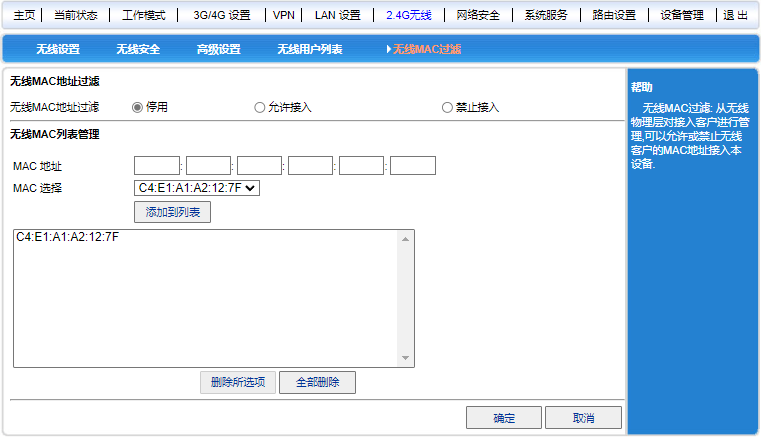 主页 当前状态 工作模式 3G/4G 设置 VPN LAN 设置 2.4G无线 网络安全 系统服务 路由设置 设备管理 退 出
无线设置 无线安全 高级设置 无线用户列表 无线MAC过滤
无线MAC地址过滤
无线MAC地址过滤 停用 允许接入 禁止接入
无线MAC列表管理
MAC 地址 : : : : :
MAC 选择 C4:E1:A1:A2:12:7F
添加到列表
C4:E1:A1:A2:12:7F
删除所选项 全部删除
确定 取消
帮助
无线MAC过滤: 从无线
物理层对接入客户进行管
理,可以允许或禁止无线
客户的MAC地址接入本
设备.